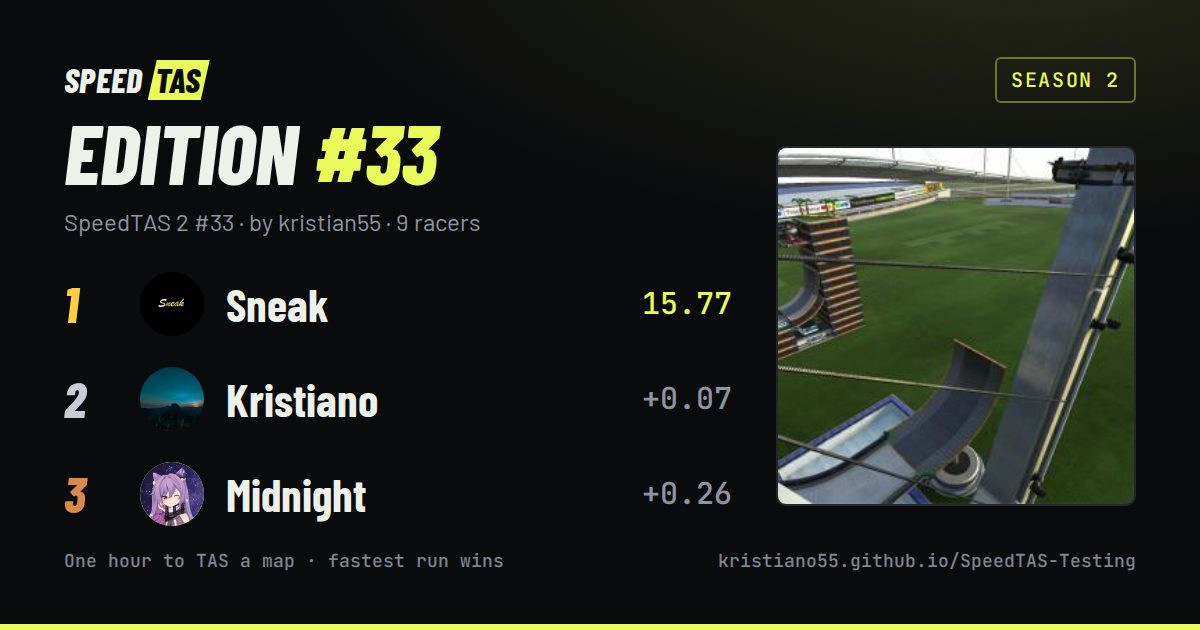 SPEED TAS
SEASON 2
EDITION #33
SpeedTAS 2 #33 · by kristian55 · 9 racers
1 Sneak Sneak 15.77
2 Kristiano +0.07
3 Midnight +0.26
One hour to TAS a map · fastest run wins
kristiano55.github.io/SpeedTAS-Testing